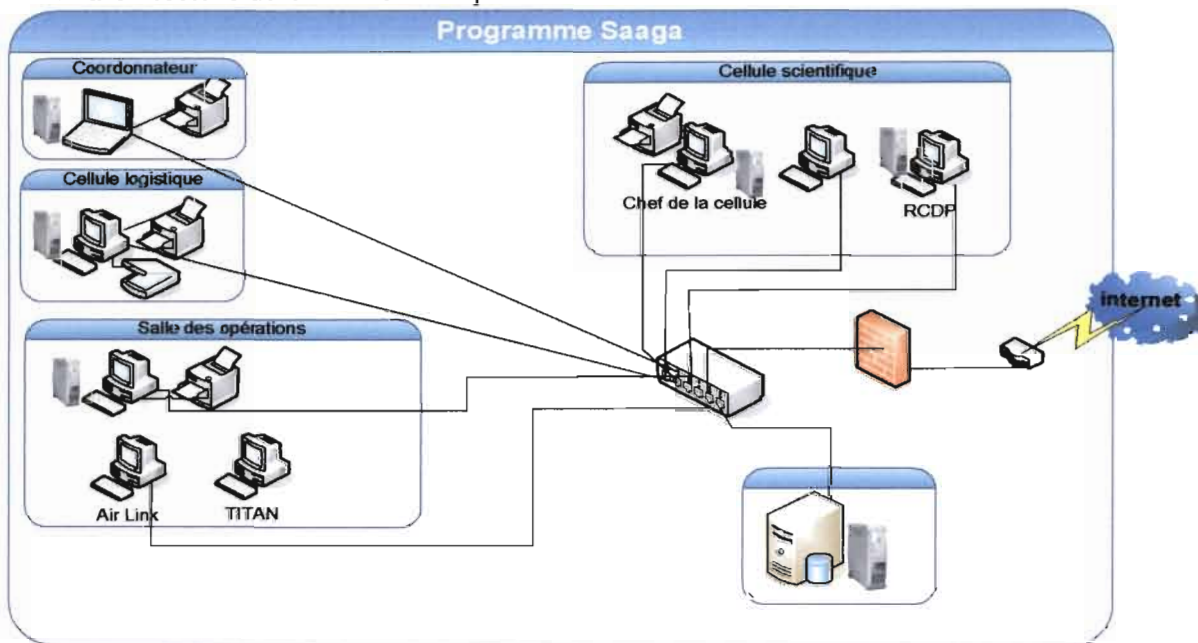 Programme Saaga
Coordonnateur
Cellule scientifique
Cellule logistique
Chef de la cellule
RCDP
internet
Salle des opérations
Air Link
TITAN